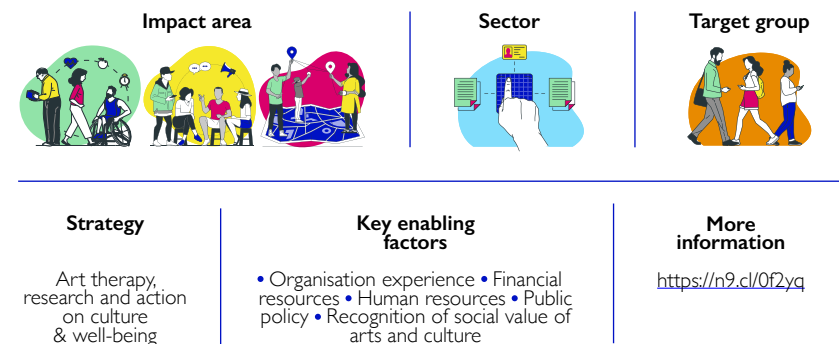 Impact area
Sector
Target group
Strategy
Art therapy,
research and action
on culture
& well-being
Key enabling
factors
• Organisation experience • Financial
resources • Human resources • Public
policy • Recognition of social value of
arts and culture
More
information
https://n9.cl/0f2yq